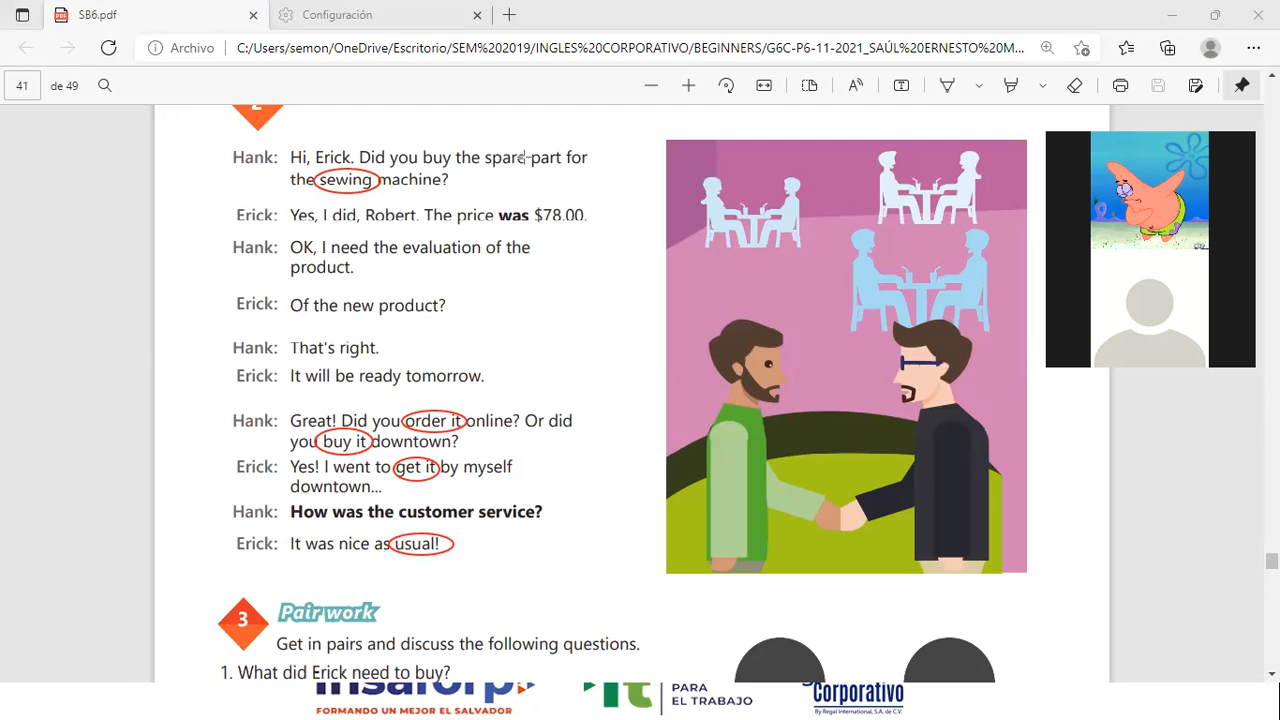 SB6.pdf
Configuración
Archivo
C:/Users/semon/OneDrive/Escritorio/SEM%202019/INGLES%20CORPORATIVO/BEGINNERS/G6C-P6-11-2021_SAÚL%20ERNESTO%20M...
41 de 49
Hank: Hi, Erick. Did you buy the spare part for
the sewing machine?
Erick: Yes, I did, Robert. The price was $78.00.
Hank: OK, I need the evaluation of the
product.
Erick: Of the new product?
Hank: That's right.
Erick: It will be ready tomorrow.
Hank: Great! Did you order it online? Or did
you buy it downtown?
Erick: Yes! I went to get it by myself
downtown...
Hank: How was the customer service?
Erick: It was nice as usual!
3 Pair work
Get in pairs and discuss the following questions.
1. What did Erick need to buy?
FORMANDO UN MEJOR EL SALVADOR
PARA
EL TRABAJO
Corporativo
By Regal International, S.A. de C.V.